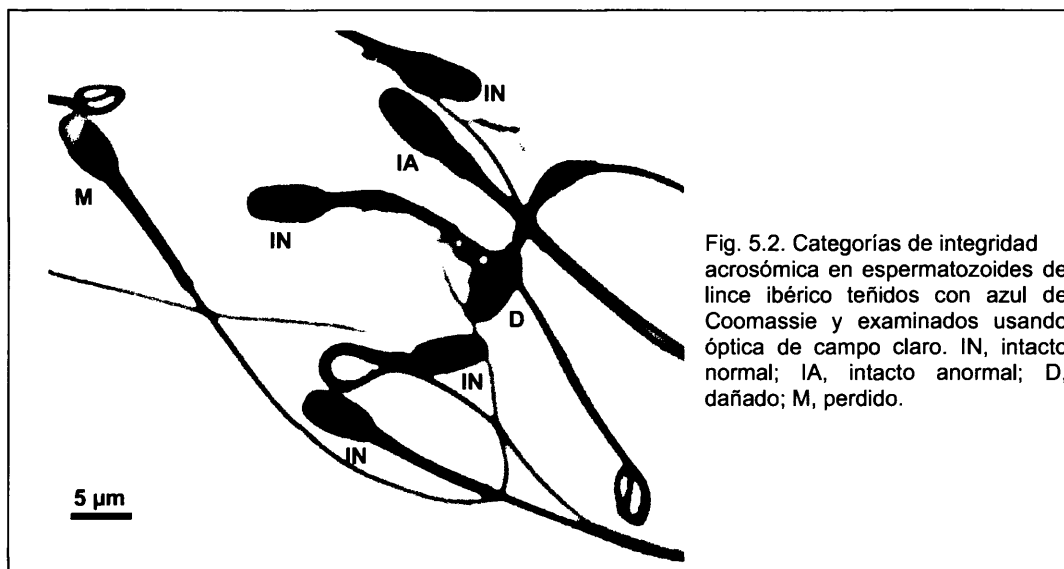 IN
IA
M
IN
D
IN
IN
5 µm
Fig. 5.2. Categorías de integridad
acrosómica en espermatozoides de
lince ibérico teñidos con azul de
Coomassie y examinados usando
óptica de campo claro. IN, intacto
normal; IA, intacto anormal; D,
dañado; M, perdido.